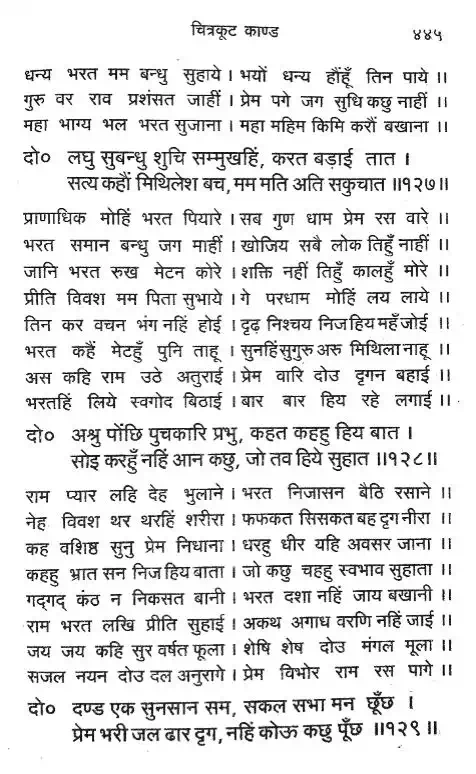 चित्रकूट काण्ड ४४५
धन्य भरत मम बन्धु सुहाये । भयों धन्य हौंहूँ तिन पाये ।।
गुरु वर राव प्रशंसत जाहीं । प्रेम पगे जग सुधि कछु नाहीं ।।
महा भाग्य भल भरत सुजाना । महा महिम किमि करौं बखाना ।।
दो० लघु सुबन्धु शुचि सम्मुखहिं, करत बड़ाई तात ।
सत्य कहौं मिथिलेश बच, मम मति अति सकुचात ।।१२७।।
प्राणाधिक मोहिं भरत पियारे । सब गुण धाम प्रेम रस वारे ।।
भरत समान बन्धु जग माहीं । खोजिय सबै लोक तिहुँ नाहीं ।।
जानि भरत रुख मेटन कोरे । शक्ति नहीं तिहुँ कालहुँ मोरे ।।
प्रीति विवश मम पिता सुभाये । गे परधाम मोहिं लय लाये ।।
तिन कर वचन भंग नहिं होई । दृढ़ निश्चय निज हिय महँ जोई ।।
भरत कहैं मेटहुँ पुनि ताहू । सुनहिं सुगुरु अरु मिथिला नाहू ।।
अस कहि राम उठे अतुराई । प्रेम वारि दोउ दृगन बहाई ।।
भरतहिं लिये स्वगोद बिठाई । बार बार हिय रहे लगाई ।।
दो० अश्रु पोंछि पुचकारि प्रभु, कहत कहहु हिय बात ।
सोइ करहुँ नहिं आन कछु, जो तव हिये सुहात ।।१२८।।
राम प्यार लहि देह भुलाने । भरत निजासन बैठि रसाने ।।
नेह विवश थर थरहिं शरीरा । फफकत सिसकत बह दृग नीरा ।।
कह वशिष्ठ सुनु प्रेम निधाना । धरहु धीर यहि अवसर जाना ।।
कहहु भ्रात सन निज हिय बाता । जो कछु चहहु स्वभाव सुहाता ।।
गद्‌गद् कंठ न निकसत बानी । भरत दशा नहिं जाय बखानी ।।
राम भरत लखि प्रीति सुहाई । अकथ अगाध वरणि नहिं जाई ।।
जय जय कहि सुर वर्षत फूला । शेषि शेष दोउ मंगल मूला ।।
सजल नयन दोउ दल अनुरागे । प्रेम विभोर राम रस पागे ।।
दो० दण्ड एक सुनसान सम, सकल सभा मन छूँछ ।
प्रेम भरी जल ढार दृग, नहिं कोऊ कछु पूँछ ।।१२९।।